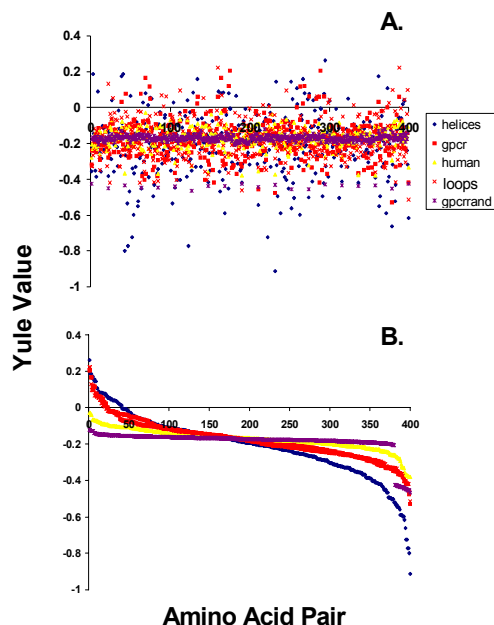 A.
0.4
0.2
0
-0.2
-0.4
-0.6
-0.8
-1
0 100 200 300 400
helices
gpcr
human
loops
gpcrrand
Yule Value
B.
0.4
0.2
0
-0.2
-0.4
-0.6
-0.8
-1
0 50 100 150 200 250 300 350 400
Amino Acid Pair